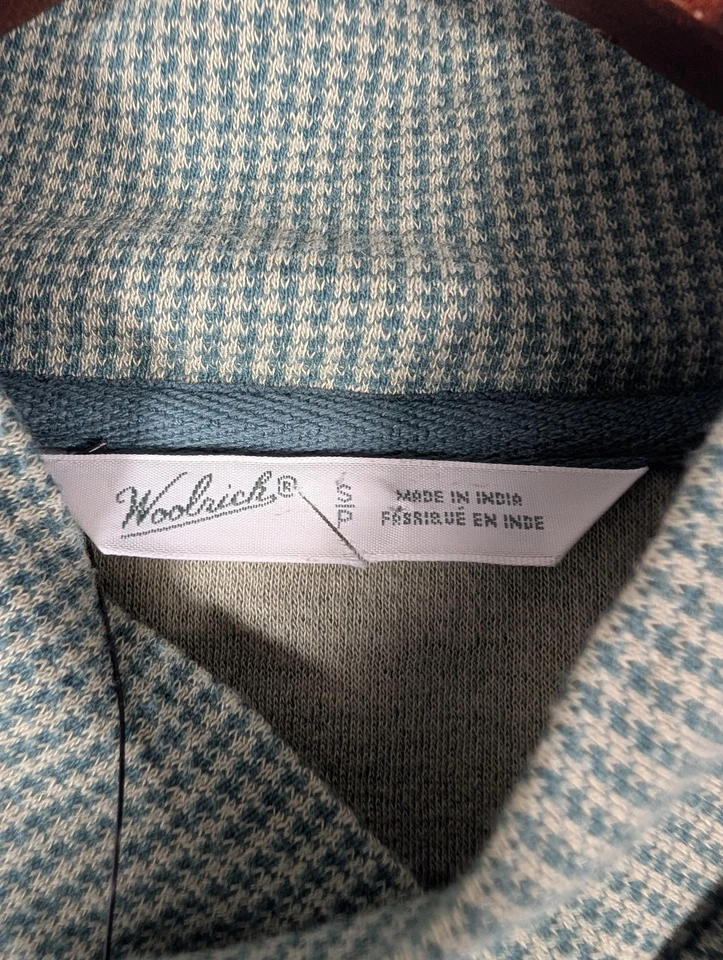 Woolrich®
S
P
MADE IN INDIA
FABRIQUÉ EN INDE